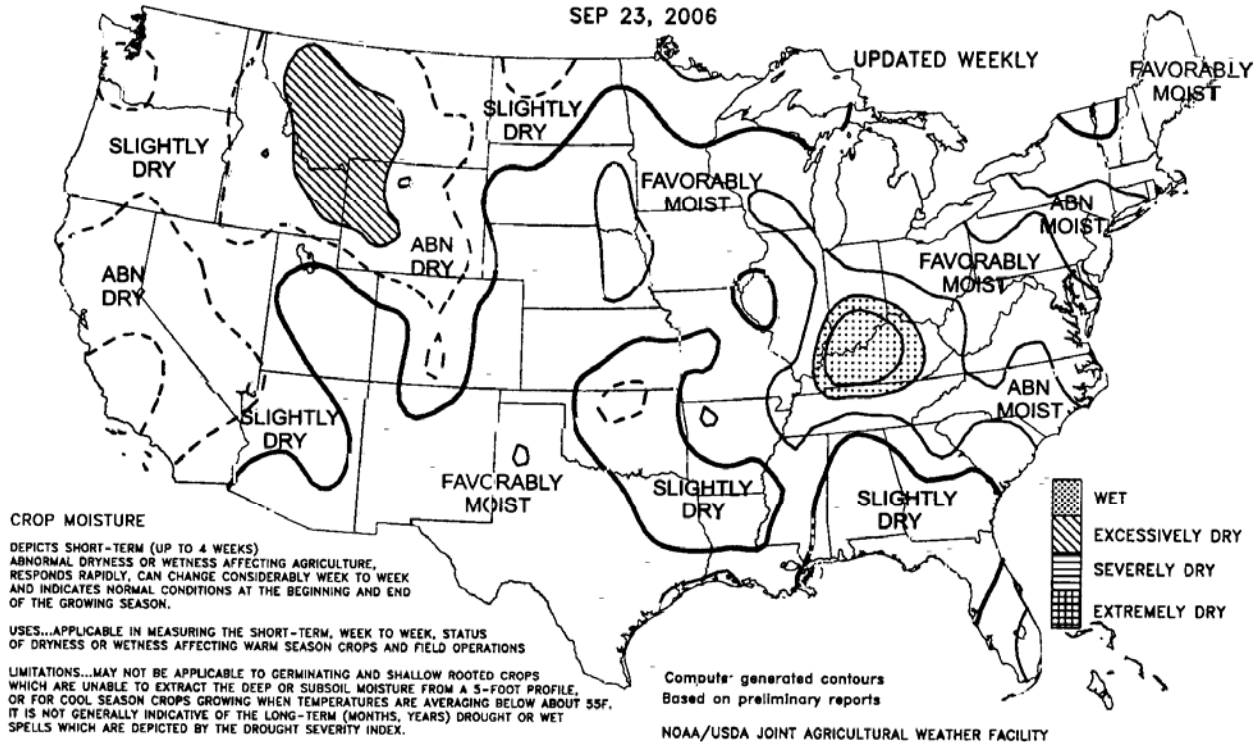 SEP 23, 2006
UPDATED WEEKLY
FAVORABLY
MOIST
SLIGHTLY
DRY
SLIGHTLY
DRY
FAVORABLY
MOIST
ABN
MOIST
ABN
DRY
ABN
DRY
FAVORABLY
MOIST
SLIGHTLY
DRY
ABN
MOIST
FAVORABLY
MOIST
SLIGHTLY
DRY
SLIGHTLY
DRY
WET
EXCESSIVELY DRY
SEVERELY DRY
EXTREMELY DRY
CROP MOISTURE
DEPICTS SHORT-TERM (UP TO 4 WEEKS)
ABNORMAL DRYNESS OR WETNESS AFFECTING AGRICULTURE,
RESPONDS RAPIDLY, CAN CHANGE CONSIDERABLY WEEK TO WEEK
AND INDICATES NORMAL CONDITIONS AT THE BEGINNING AND END
OF THE GROWING SEASON.
USES...APPLICABLE IN MEASURING THE SHORT-TERM, WEEK TO WEEK, STATUS
OF DRYNESS OR WETNESS AFFECTING WARM SEASON CROPS AND FIELD OPERATIONS
LIMITATIONS...MAY NOT BE APPLICABLE TO GERMINATING AND SHALLOW ROOTED CROPS
WHICH ARE UNABLE TO EXTRACT THE DEEP OR SUBSOIL MOISTURE FROM A 5-FOOT PROFILE,
OR FOR COOL SEASON CROPS GROWING WHEN TEMPERATURES ARE AVERAGING BELOW ABOUT 55F.
IT IS NOT GENERALLY INDICATIVE OF THE LONG-TERM (MONTHS, YEARS) DROUGHT OR WET
SPELLS WHICH ARE DEPICTED BY THE DROUGHT SEVERITY INDEX.
Compute generated contours
Based on preliminary reports
NOAA/USDA JOINT AGRICULTURAL WEATHER FACILITY